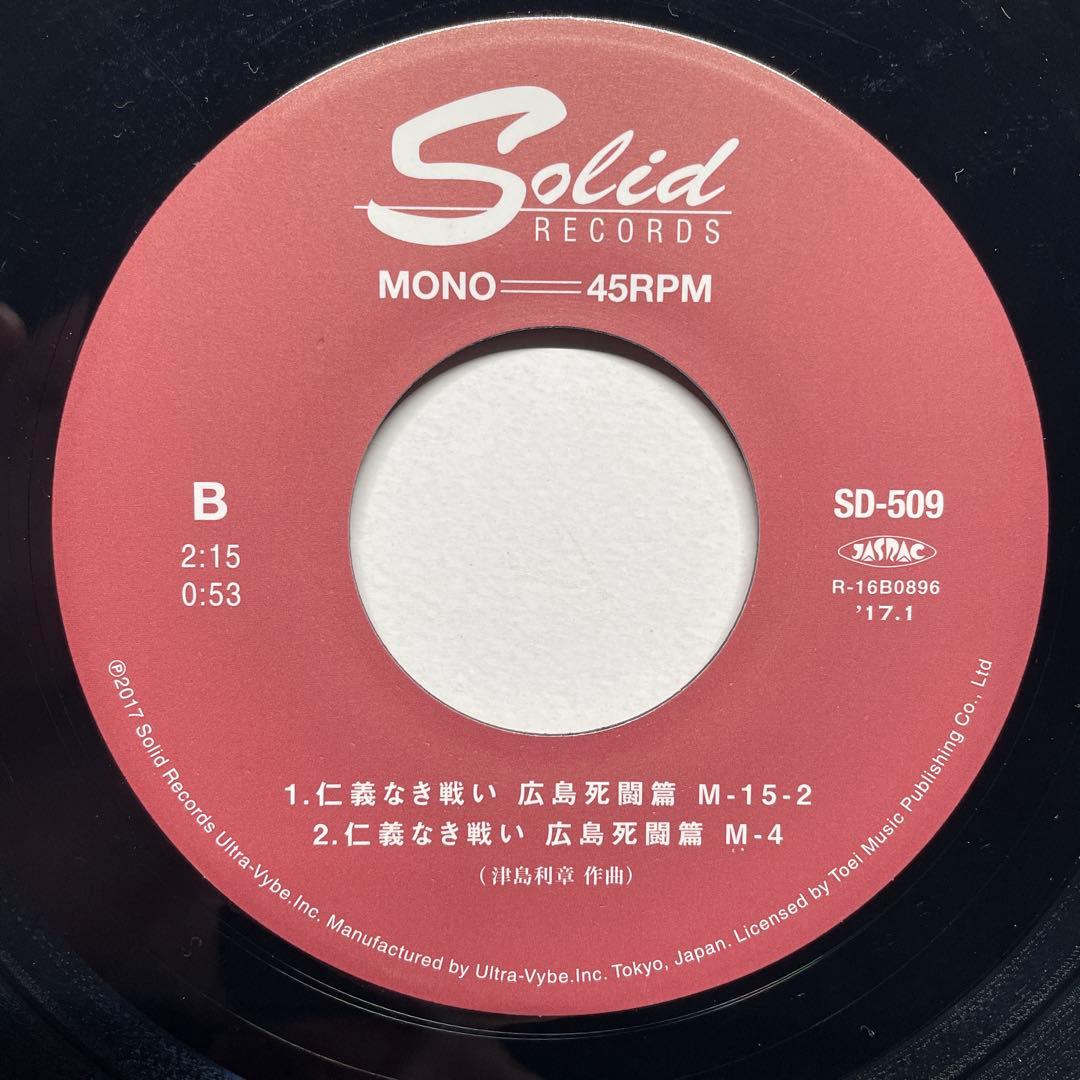 Solid
RECORDS
MONO 45RPM
B
2:15
0:53
SD-509
JASRAC
R-16B0896
’17.1
1.仁義なき戦い 広島死闘篇 M-15-2
2.仁義なき戦い 広島死闘篇 M-4
(津島利章 作曲)
Ⓟ2017 Solid Records Ultra-Vybe.Inc. Manufactured by Ultra-Vybe.Inc. Tokyo, Japan. Licensed by Toei Music Publishing Co., Ltd